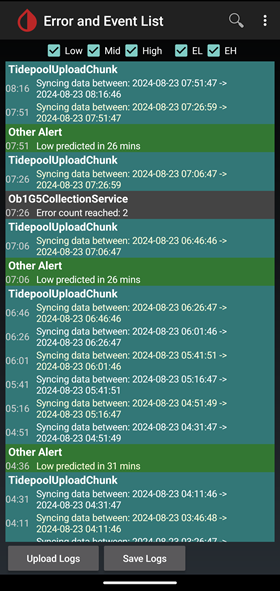 Error and Event List
Low Mid High EL EH
TidepoolUploadChunk
08:16 Syncing data between: 2024-08-23 07:51:47 ->
2024-08-23 08:16:46
07:51 Syncing data between: 2024-08-23 07:26:59 ->
2024-08-23 07:51:47
Other Alert
07:51 Low predicted in 26 mins
TidepoolUploadChunk
07:26 Syncing data between: 2024-08-23 07:06:47 ->
2024-08-23 07:26:59
Ob1G5CollectionService
07:26 Error count reached: 2
TidepoolUploadChunk
07:06 Syncing data between: 2024-08-23 06:46:46 ->
2024-08-23 07:06:47
Other Alert
07:06 Low predicted in 26 mins
TidepoolUploadChunk
06:46 Syncing data between: 2024-08-23 06:26:47 ->
2024-08-23 06:46:46
06:26 Syncing data between: 2024-08-23 06:01:46 ->
2024-08-23 06:26:47
06:01 Syncing data between: 2024-08-23 05:41:51 ->
2024-08-23 06:01:46
05:41 Syncing data between: 2024-08-23 05:16:47 ->
2024-08-23 05:41:51
05:16 Syncing data between: 2024-08-23 04:51:49 ->
2024-08-23 05:16:47
04:51 Syncing data between: 2024-08-23 04:31:47 ->
2024-08-23 04:51:49
Other Alert
04:36 Low predicted in 31 mins
TidepoolUploadChunk
04:31 Syncing data between: 2024-08-23 04:11:46 ->
2024-08-23 04:31:47
04:11 Syncing data between: 2024-08-23 03:46:48 ->
2024-08-23 04:11:46
Syncing data between: 2024-08-23 03:26:47 ->
Upload Logs
Save Logs